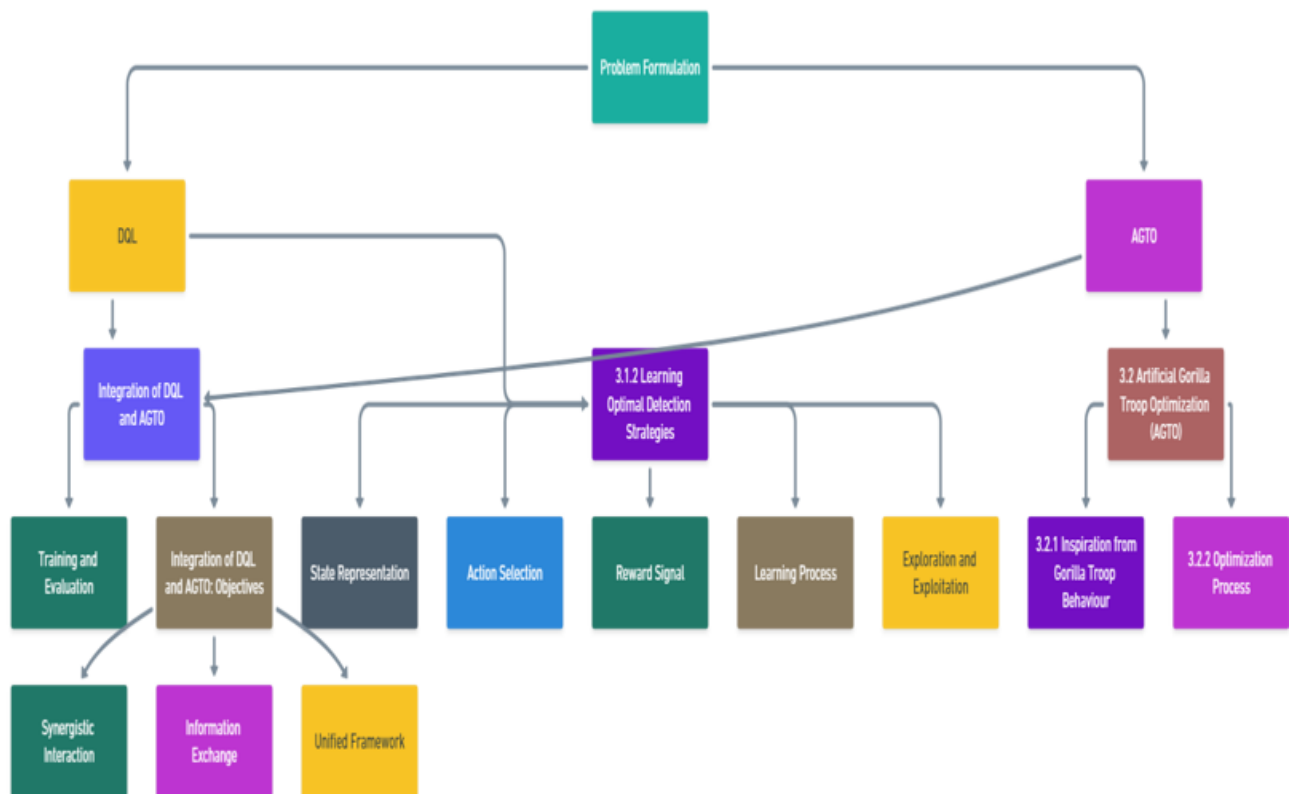 Problem Formulation
DQL
AGTO
Integration of DQL
and AGTO
3.1.2 Learning
Optimal Detection
Strategies
3.2 Artificial Gorilla
Troop Optimization
(AGTO)
Training and
Evaluation
Integration of DQL
and AGTO: Objectives
State Representation
Action Selection
Reward Signal
Learning Process
Exploration and
Exploitation
3.2.1 Inspiration from
Gorilla Troop
Behaviour
3.2.2 Optimization
Process
Synergistic
Interaction
Information
Exchange
Unified Framework